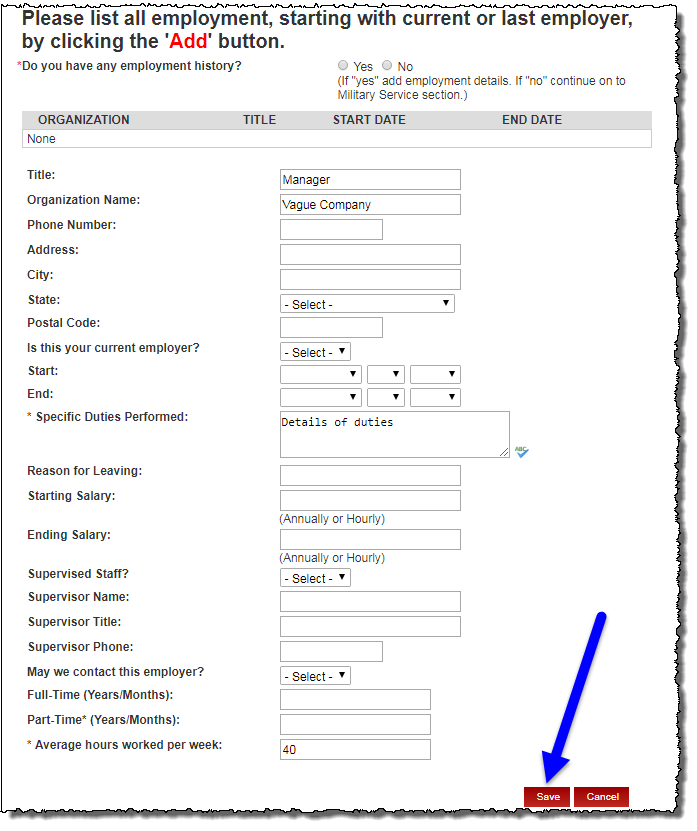 Please list all employment, starting with current or last employer,
by clicking the 'Add' button.
*Do you have any employment history?
Yes No
(If "yes" add employment details. If "no" continue on to
Military Service section.)
ORGANIZATION TITLE START DATE END DATE
None
Title: Manager
Organization Name: Vague Company
Phone Number:
Address:
City:
State: - Select -
Postal Code:
Is this your current employer? - Select -
Start:
End:
* Specific Duties Performed: Details of duties
ABC
Reason for Leaving:
Starting Salary:
(Annually or Hourly)
Ending Salary:
(Annually or Hourly)
Supervised Staff? - Select -
Supervisor Name:
Supervisor Title:
Supervisor Phone:
May we contact this employer? - Select -
Full-Time (Years/Months):
Part-Time* (Years/Months):
* Average hours worked per week: 40
Save Cancel